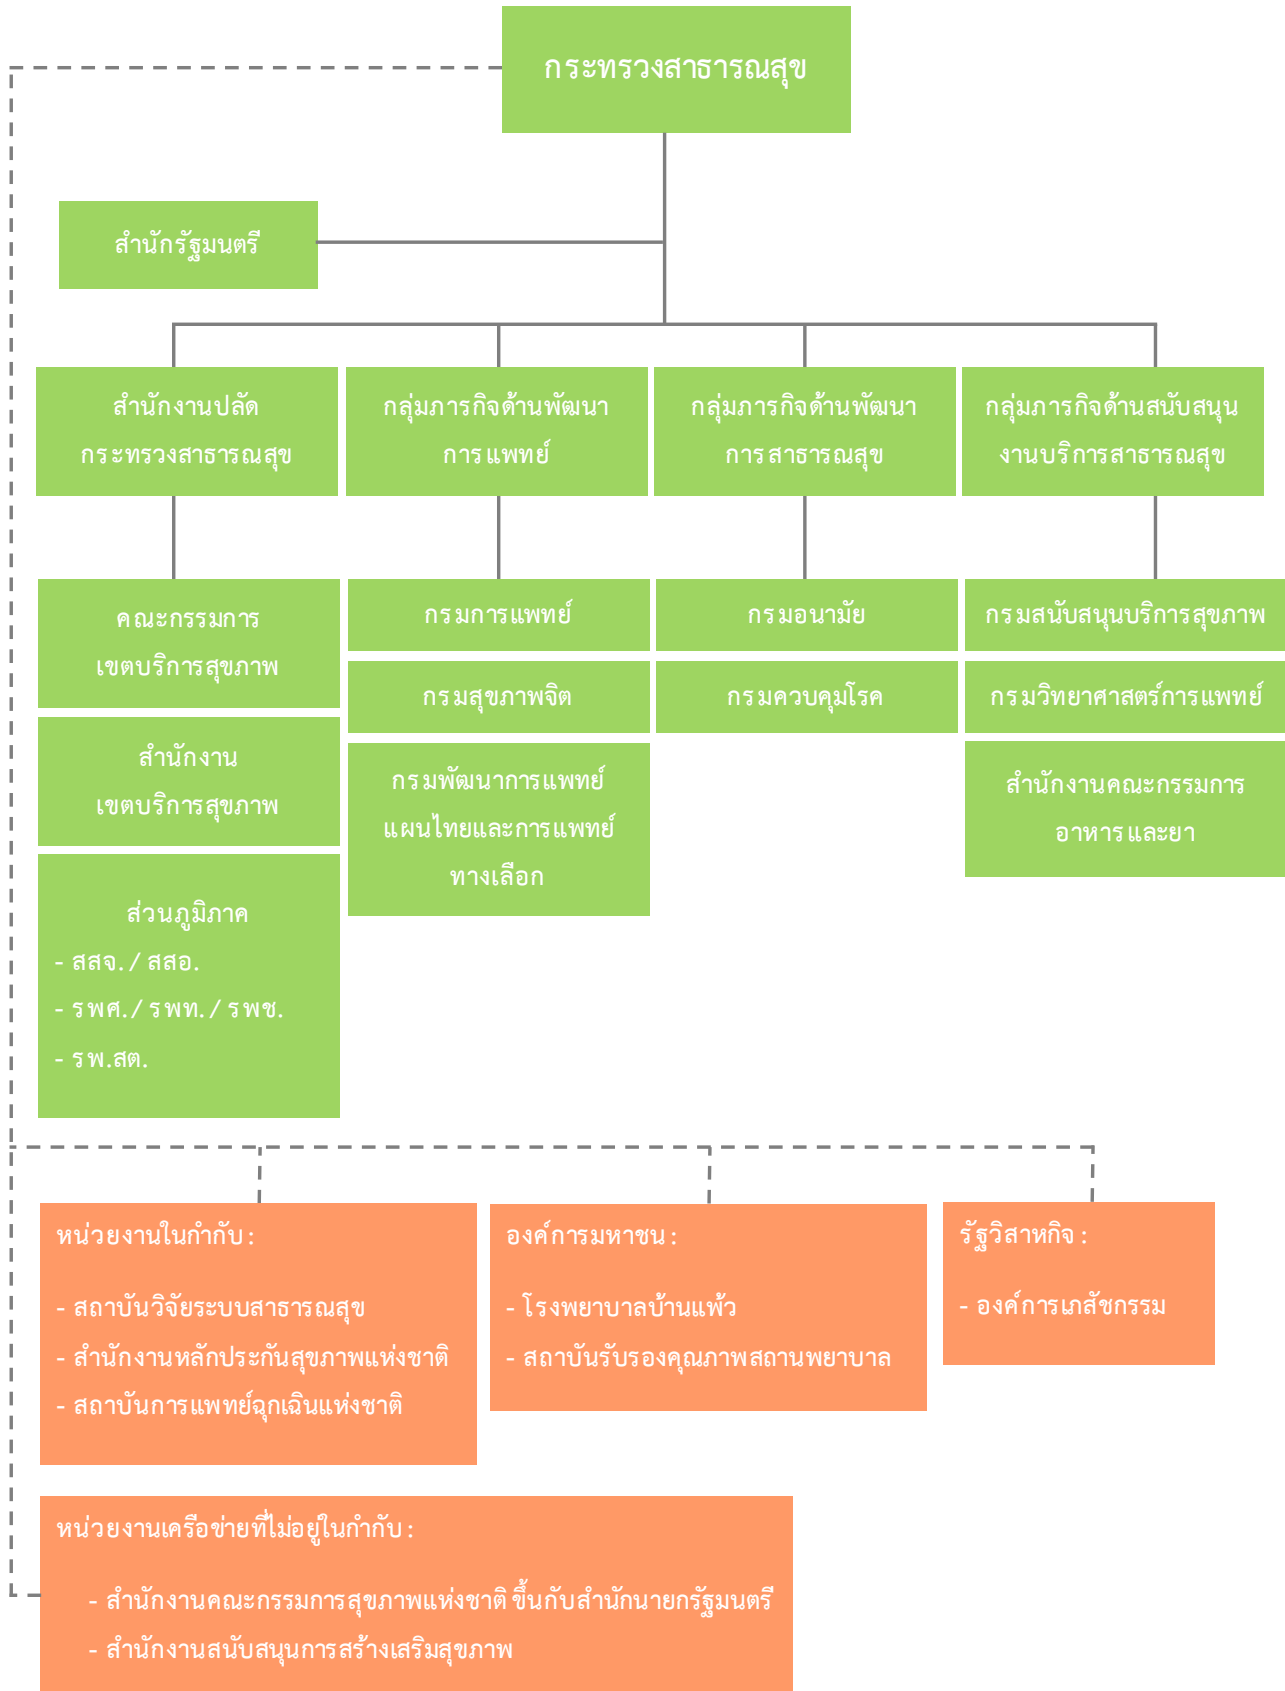 กระทรวงสาธารณสุข
สำนักรัฐมนตรี
สำนักงานปลัด
กระทรวงสาธารณสุข
กลุ่มภารกิจด้านพัฒนา
การแพทย์
กลุ่มภารกิจด้านพัฒนา
การสาธารณสุข
กลุ่มภารกิจด้านสนับสนุน
งานบริการสาธารณสุข
คณะกรรมการ
เขตบริการสุขภาพ
สำนักงาน
เขตบริการสุขภาพ
ส่วนภูมิภาค
- สสจ./ สสอ.
- รพศ./ รพท./ รพช.
- รพ.สต.
กรมการแพทย์
กรมสุขภาพจิต
กรมพัฒนาการแพทย์
แผนไทยและการแพทย์
ทางเลือก
กรมอนามัย
กรมควบคุมโรค
กรมสนับสนุนบริการสุขภาพ
กรมวิทยาศาสตร์การแพทย์
สำนักงานคณะกรรมการ
อาหารและยา
หน่วยงานในกำกับ :
- สถาบันวิจัยระบบสาธารณสุข
- สำนักงานหลักประกันสุขภาพแห่งชาติ
- สถาบันการแพทย์ฉุกเฉินแห่งชาติ
องค์การมหาชน :
- โรงพยาบาลบ้านแพ้ว
- สถาบันรับรองคุณภาพสถานพยาบาล
รัฐวิสาหกิจ :
- องค์การเภสัชกรรม
หน่วยงานเครือข่ายที่ไม่อยู่ในกำกับ :
- สำนักงานคณะกรรมการสุขภาพแห่งชาติ ขึ้นกับสำนักนายกรัฐมนตรี
- สำนักงานสนับสนุนการสร้างเสริมสุขภาพ